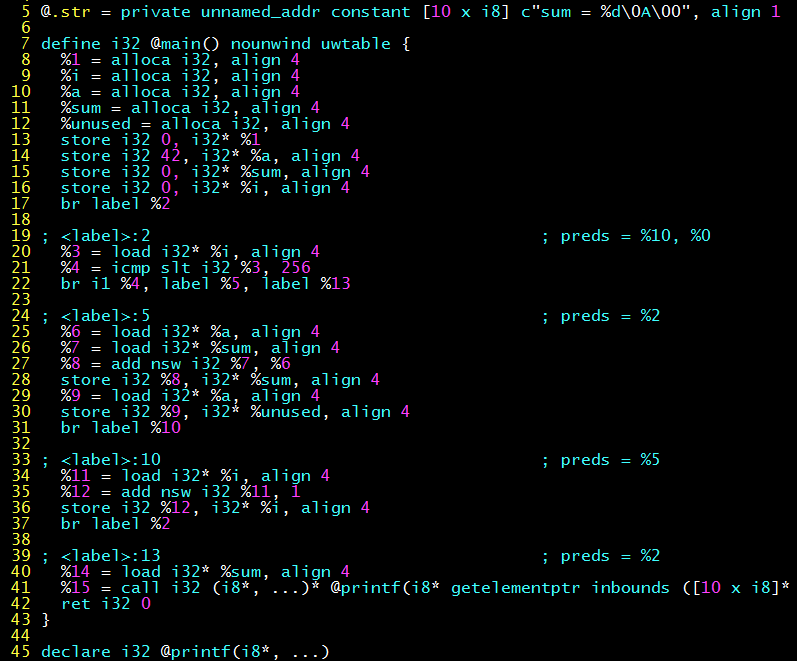 5 @.str = private unnamed_addr constant [10 x i8] c"sum = %d\0A\00", align 1
6
7 define i32 @main() nounwind uwtable {
8   %1 = alloca i32, align 4
9   %i = alloca i32, align 4
10   %a = alloca i32, align 4
11   %sum = alloca i32, align 4
12   %unused = alloca i32, align 4
13   store i32 0, i32* %1
14   store i32 42, i32* %a, align 4
15   store i32 0, i32* %sum, align 4
16   store i32 0, i32* %i, align 4
17   br label %2
18
19 ; <label>:2                                       ; preds = %10, %0
20   %3 = load i32* %i, align 4
21   %4 = icmp slt i32 %3, 256
22   br i1 %4, label %5, label %13
23
24 ; <label>:5                                       ; preds = %2
25   %6 = load i32* %a, align 4
26   %7 = load i32* %sum, align 4
27   %8 = add nsw i32 %7, %6
28   store i32 %8, i32* %sum, align 4
29   %9 = load i32* %a, align 4
30   store i32 %9, i32* %unused, align 4
31   br label %10
32
33 ; <label>:10                                      ; preds = %5
34   %11 = load i32* %i, align 4
35   %12 = add nsw i32 %11, 1
36   store i32 %12, i32* %i, align 4
37   br label %2
38
39 ; <label>:13                                      ; preds = %2
40   %14 = load i32* %sum, align 4
41   %15 = call i32 (i8*, ...)* @printf(i8* getelementptr inbounds ([10 x i8]*
42   ret i32 0
43 }
44
45 declare i32 @printf(i8*, ...)